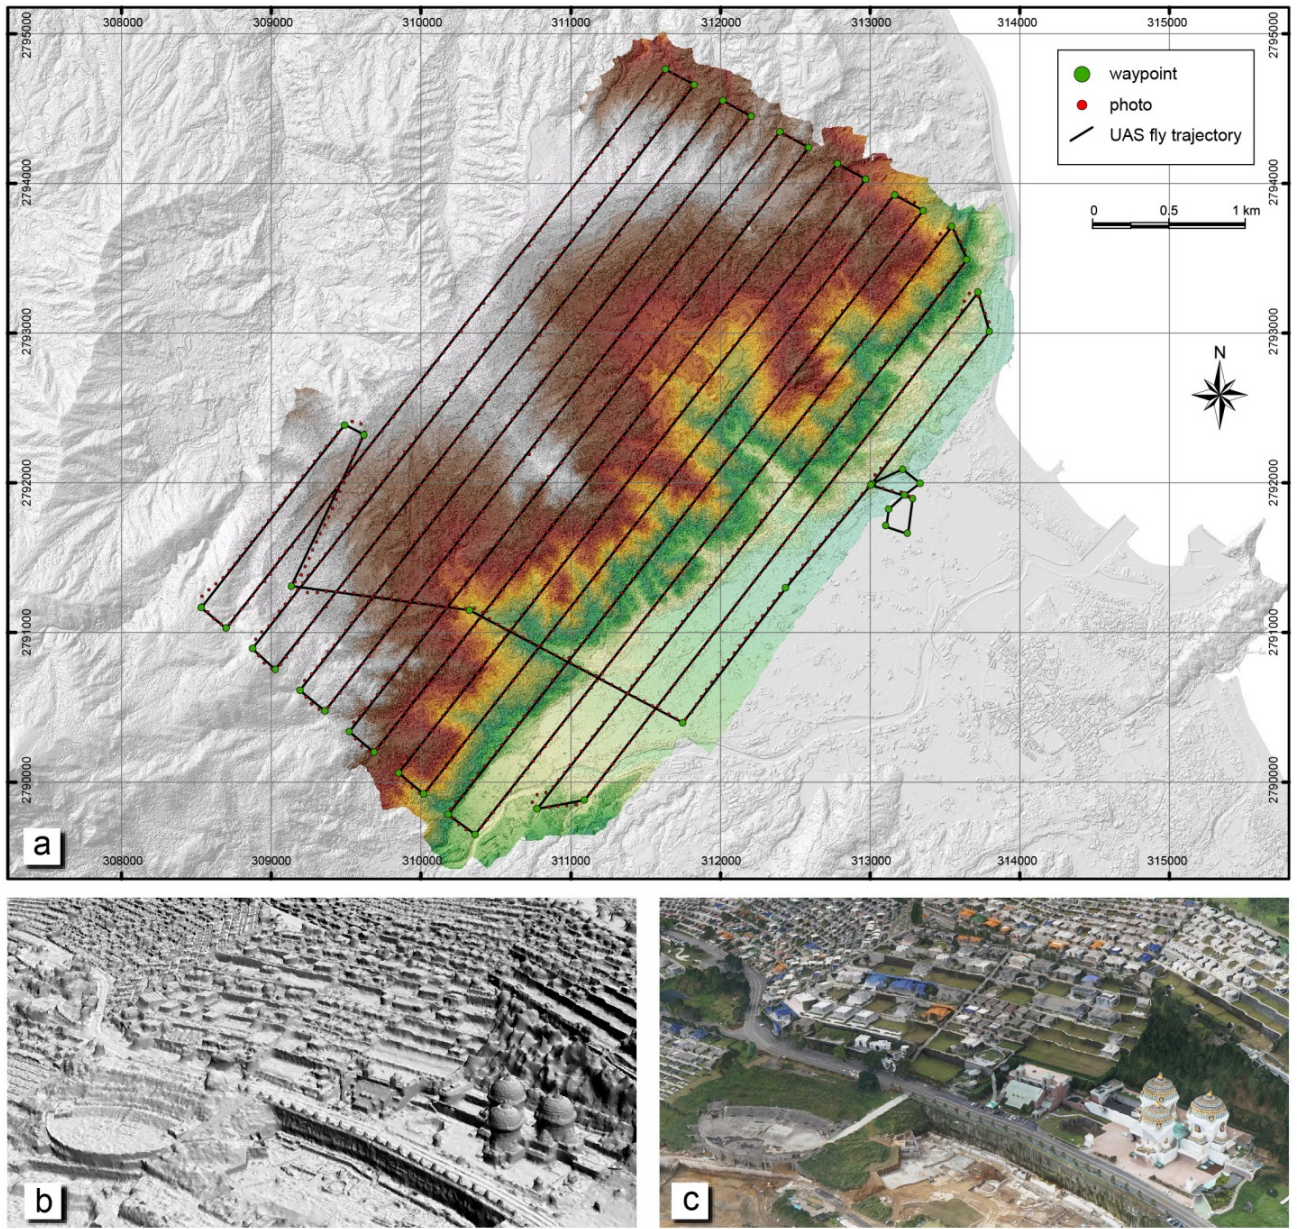 308000 309000 310000 311000 312000 313000 314000 315000
2795000 2795000
waypoint
photo
UAS fly trajectory
2794000 2794000
0 0.5 1 km
2793000 2793000
N
2792000 2792000
2791000 2791000
2790000 2790000
a
308000 309000 310000 311000 312000 313000 314000 315000
b
c